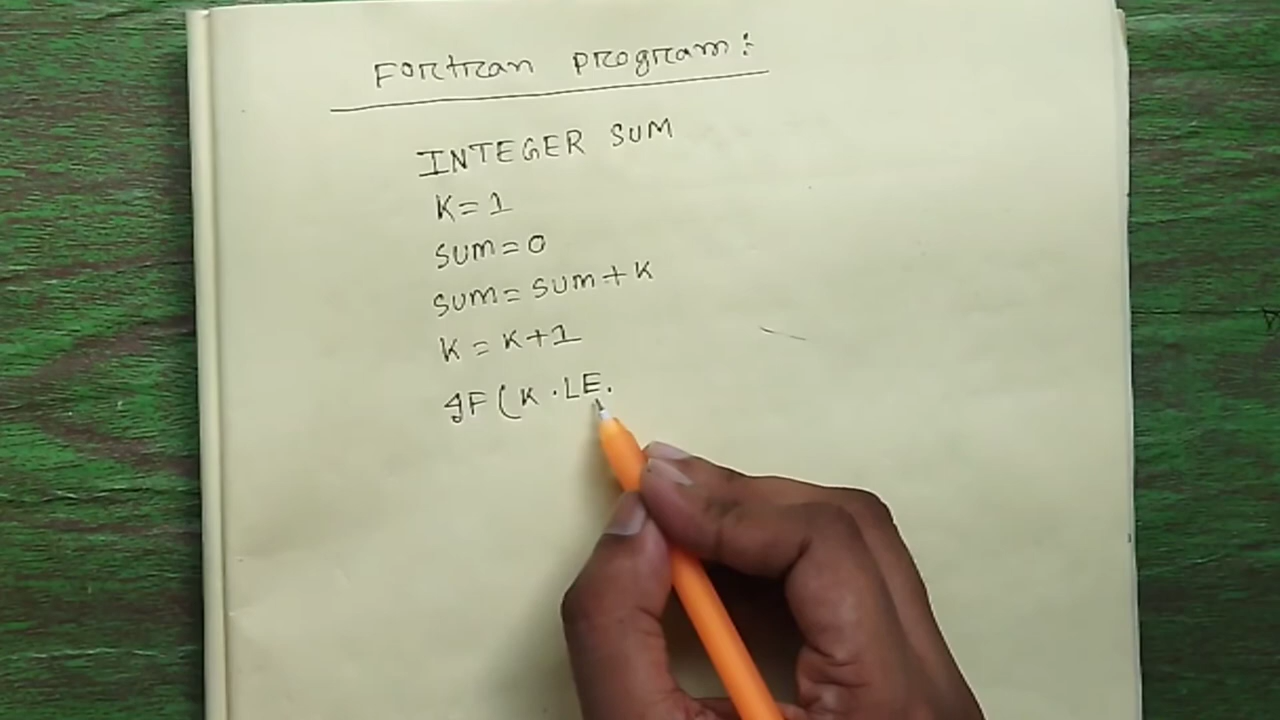 Fortran program:
INTEGER SUM
K=1
SUM=0
SUM=SUM+K
K=K+1
IF(K.LE.